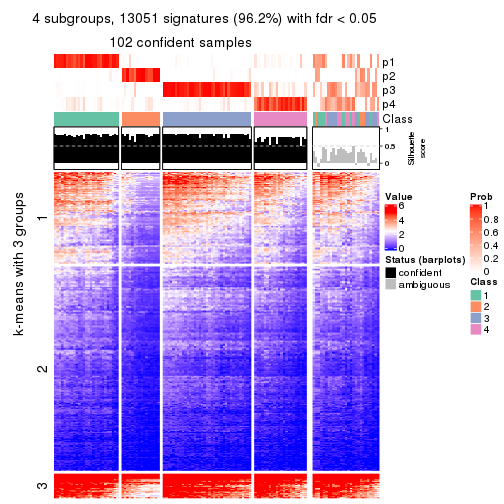 4 subgroups, 13051 signatures (96.2%) with fdr < 0.05
102 confident samples
p1
p2
p3
p4
Class
1
0.5
0
Silhouette
score
k-means with 3 groups
1
2
3
Value
6
4
2
0
Status (barplots)
confident
ambiguous
Prob
1
0.8
0.6
0.4
0.2
0
Class
1
2
3
4